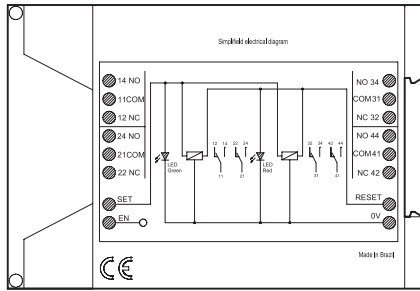 Simplifield electrical diagram
14 NO
11COM
12 NC
24 NO
21COM
22 NC
SET
EN
NO 34
COM31
NC 32
NO 44
COM41
NC 42
RESET
0V
LED
Green
12 14
11
22 24
21
LED
Red
32 34
31
42 44
41
CE
Made in Brazil